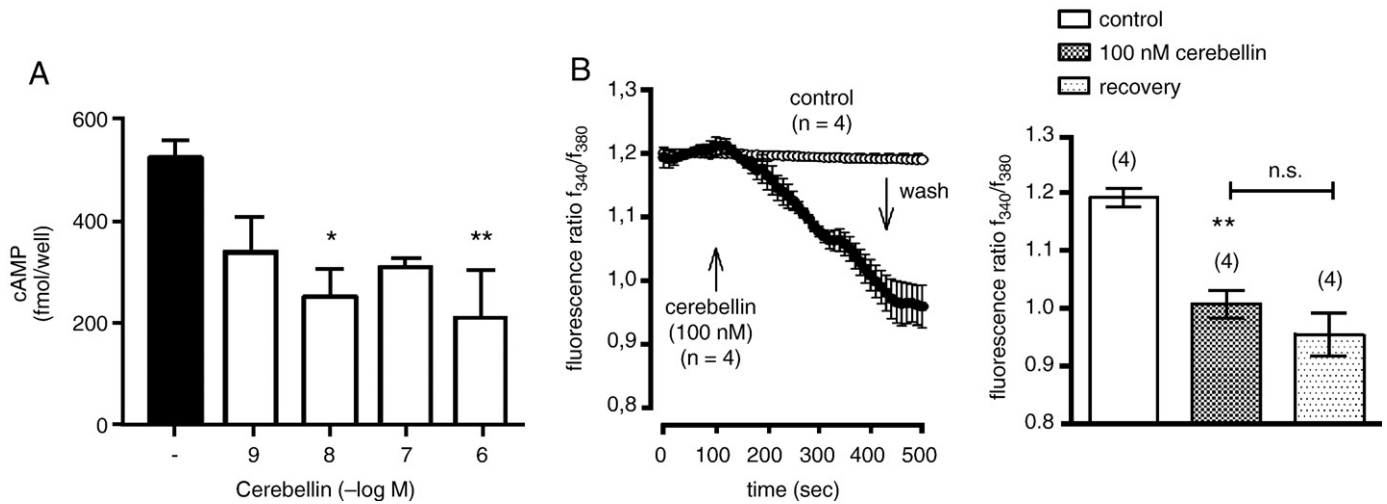 A
cAMP
(fmol/well)
600
400
200
0
*
**
- 9 8 7 6
Cerebellin (–log M)
B
fluorescence ratio f340/f380
1,3
1,2
1,1
1,0
0,9
0,8
control
(n = 4)
wash
cerebellin
(100 nM)
(n = 4)
0 100 200 300 400 500
time (sec)
control
100 nM cerebellin
recovery
fluorescence ratio f340/f380
1.3
1.2
1.1
1.0
0.9
0.8
(4)
n.s.
**
(4)
(4)